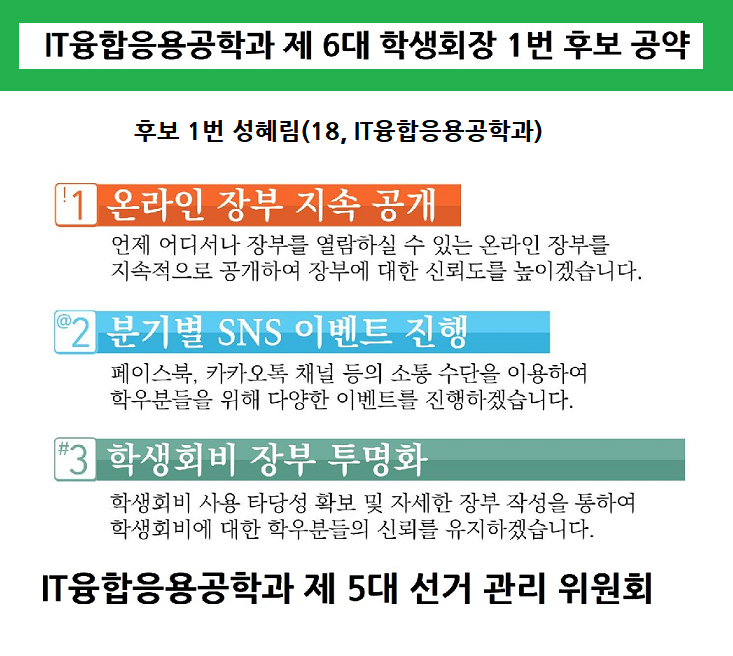 IT융합응용공학과 제 6대 학생회장 1번 후보 공약
후보 1번 성혜림(18, IT융합응용공학과)
!1 온라인 장부 지속 공개
언제 어디서나 장부를 열람하실 수 있는 온라인 장부를
지속적으로 공개하여 장부에 대한 신뢰도를 높이겠습니다.
@2 분기별 SNS 이벤트 진행
페이스북, 카카오톡 채널 등의 소통 수단을 이용하여
학우분들을 위해 다양한 이벤트를 진행하겠습니다.
#3 학생회비 장부 투명화
학생회비 사용 타당성 확보 및 자세한 장부 작성을 통하여
학생회비에 대한 학우분들의 신뢰를 유지하겠습니다.
IT융합응용공학과 제 5대 선거 관리 위원회